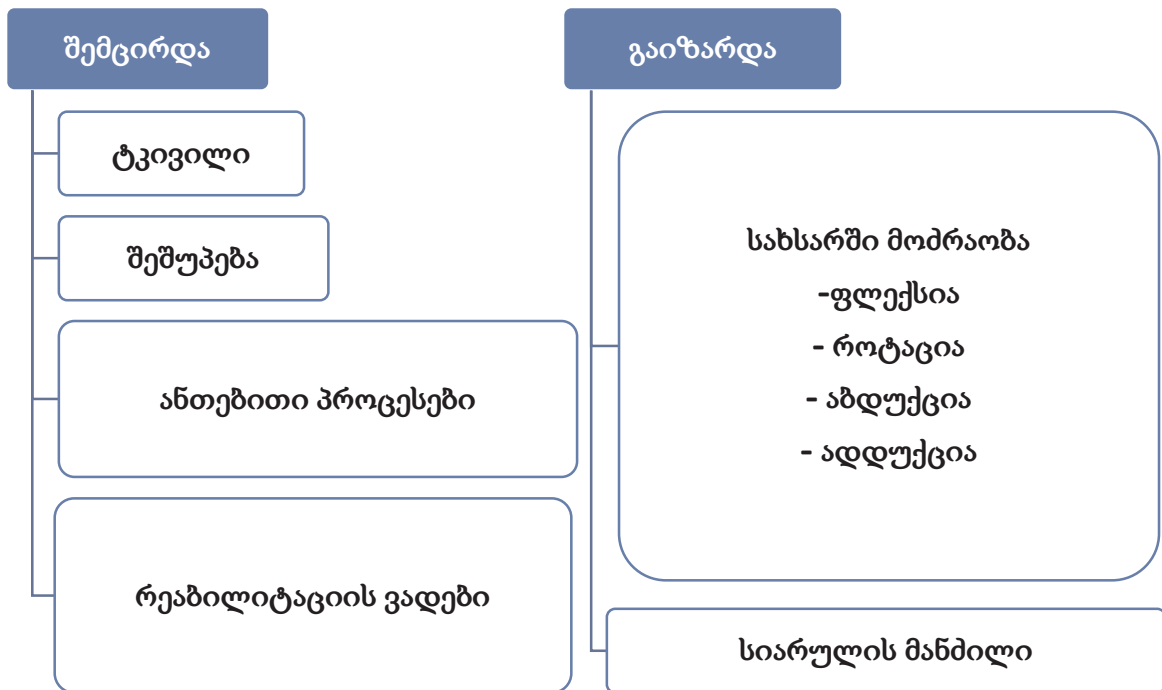 შემცირდა
ტკივილი
შეშუპება
ანთებითი პროცესები
რეაბილიტაციის ვადები
გაიზარდა
სახსარში მოძრაობა
-ფლექსია
- როტაცია
- აბდუქცია
- ადდუქცია
სიარულის მანძილი